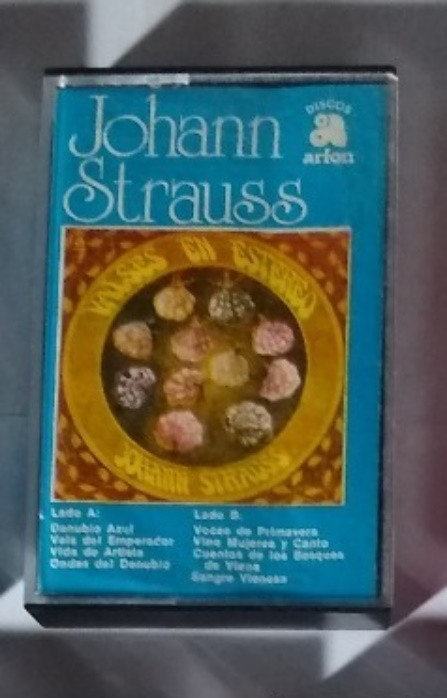 Johann
Strauss
DISCOS
a
arfon
VALSES EN ESTEREO
JOHANN STRAUSS
Lado A:
Danubio Azul
Vals del Emperador
Vida de Artista
Ondas del Danubio
Lado B:
Voces de Primavera
Vino Mujeres y Canto
Cuentos de los Bosques
de Viena
Sangre Vienesa